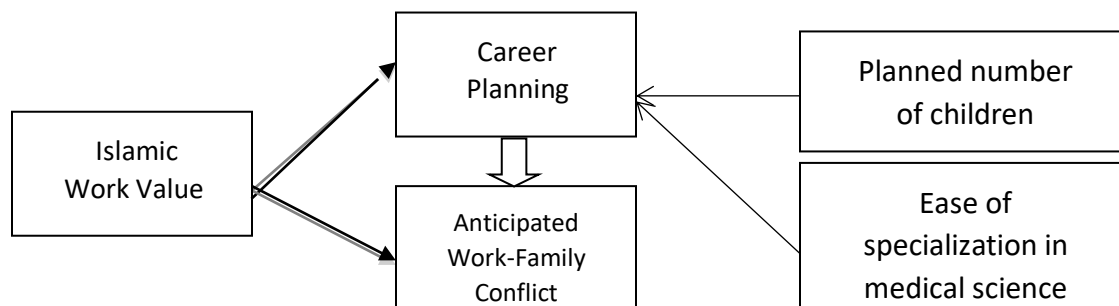 Islamic
Work Value
Career
Planning
Anticipated
Work-Family
Conflict
Planned number
of children
Ease of
specialization in
medical science